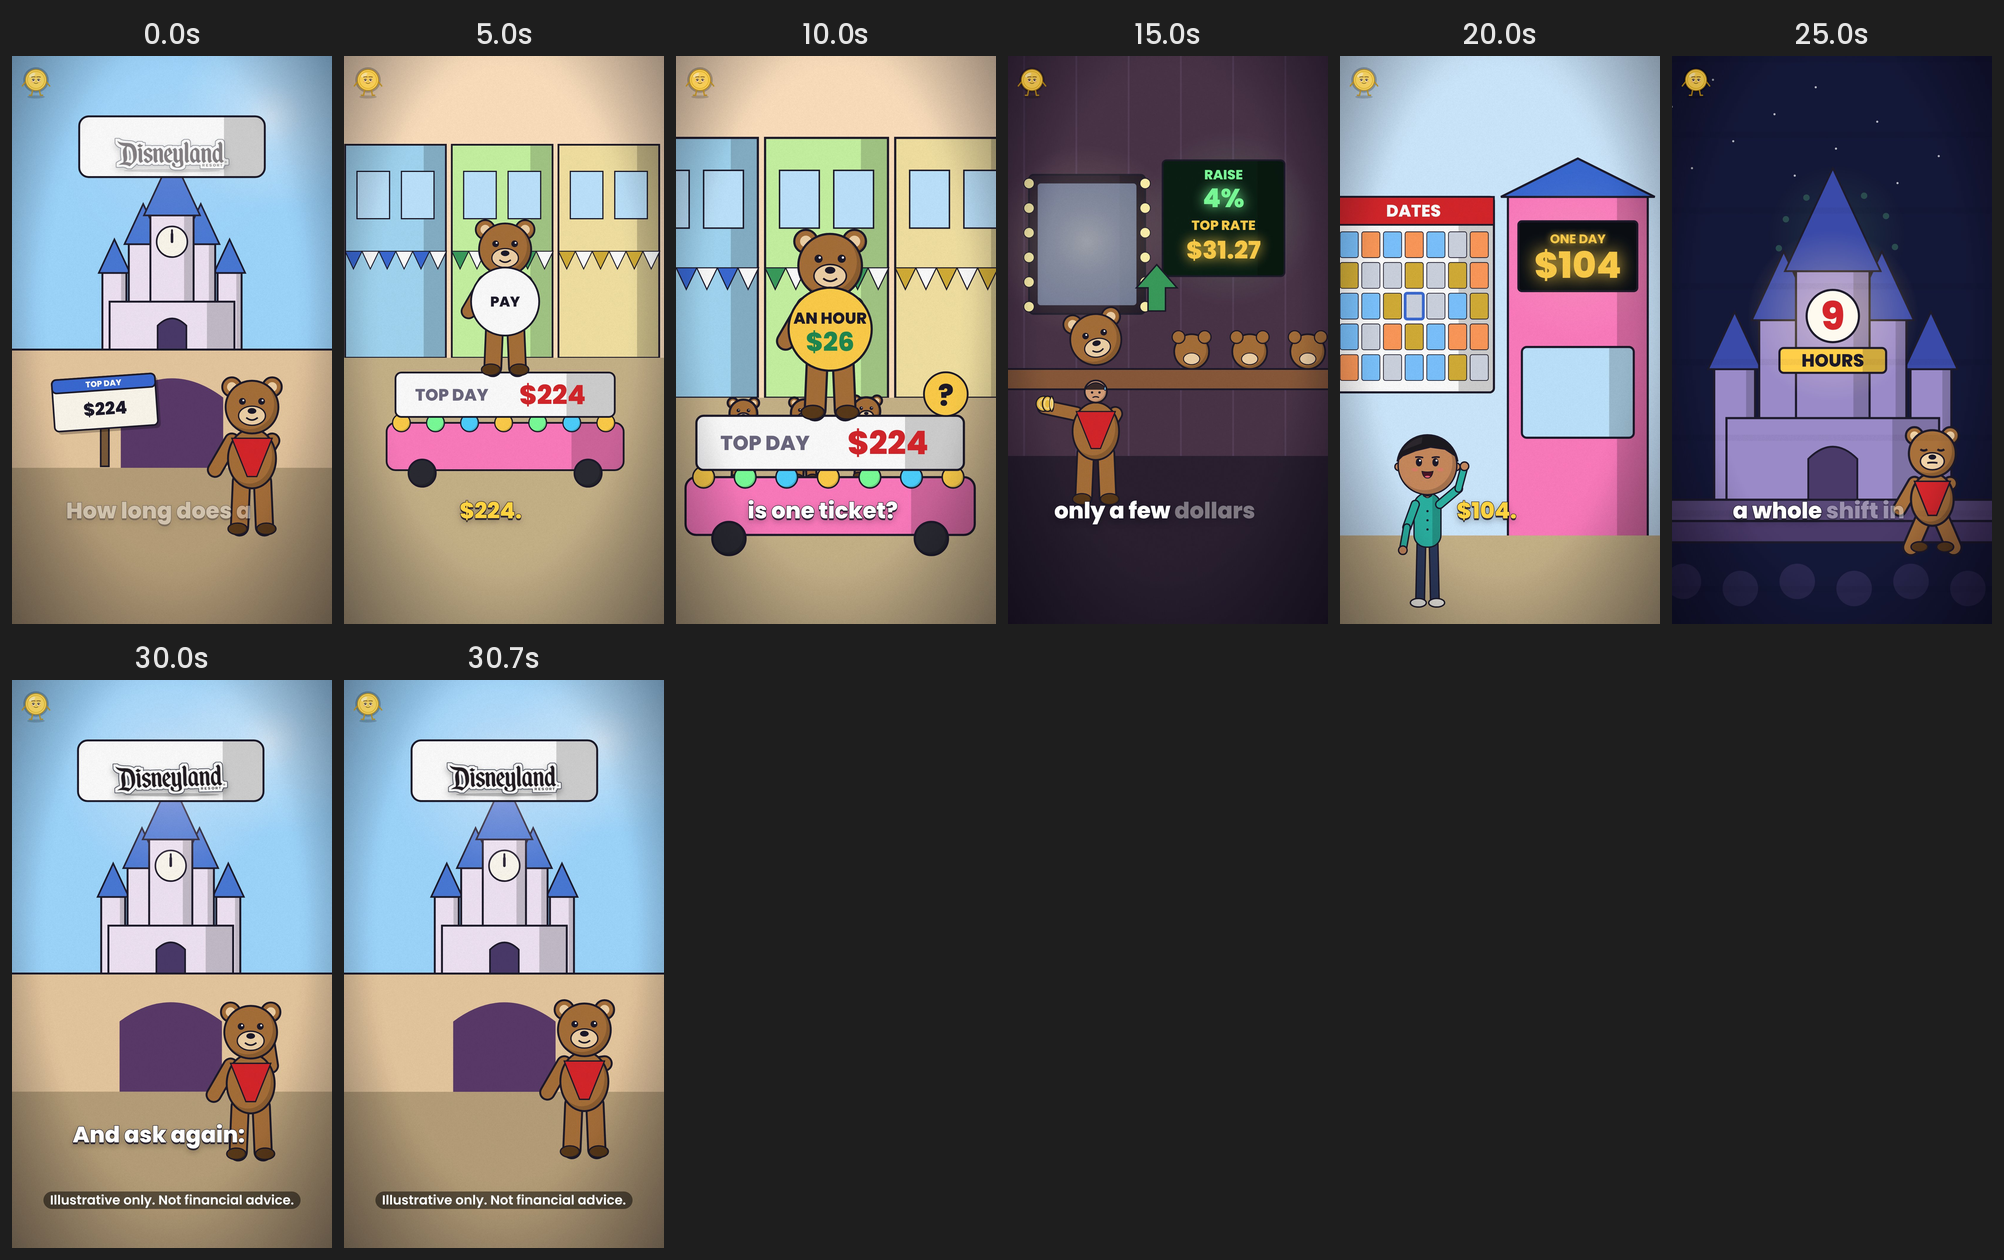 0.0s
5.0s
10.0s
15.0s
20.0s
25.0s
Disneyland
RESORT
TOP DAY
$224
How long does a
PAY
TOP DAY $224
$224.
AN HOUR
$26
?
TOP DAY $224
is one ticket?
RAISE
4%
TOP RATE
$31.27
only a few dollars
DATES
ONE DAY
$104
$104.
9
HOURS
a whole shift in
30.0s
30.7s
Disneyland
RESORT
And ask again:
Illustrative only. Not financial advice.
Disneyland
RESORT
Illustrative only. Not financial advice.